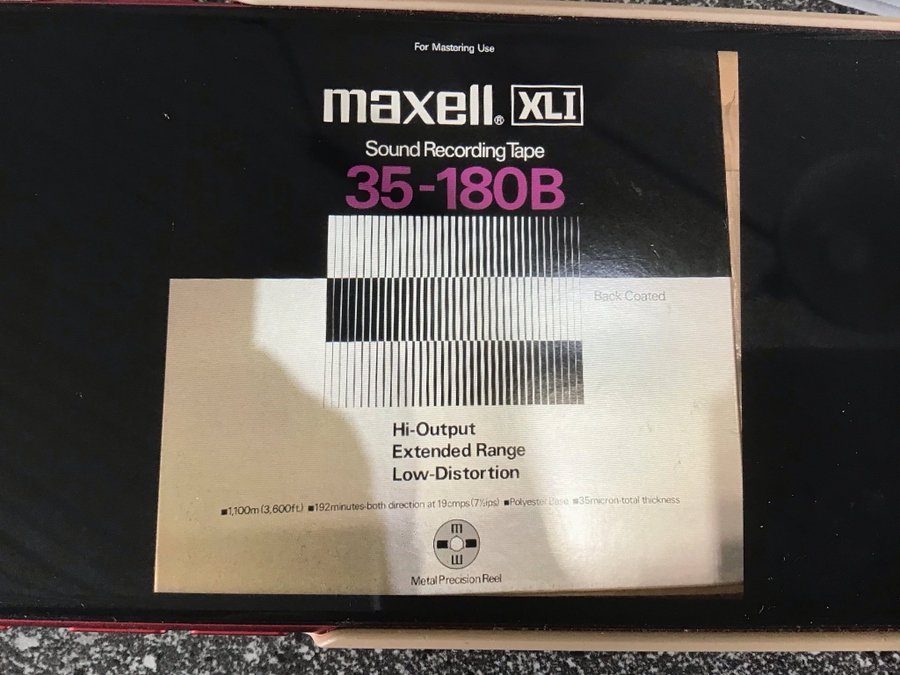 For Mastering Use
maxell® XLI
Sound Recording Tape
35-180B
Back Coated
Hi-Output
Extended Range
Low-Distortion
■1,100m (3,600ft.) ■192minutes-both direction at 19cmps (7½ips) ■Polyester Base ■35micron-total thickness
m
m
Metal Precision Reel